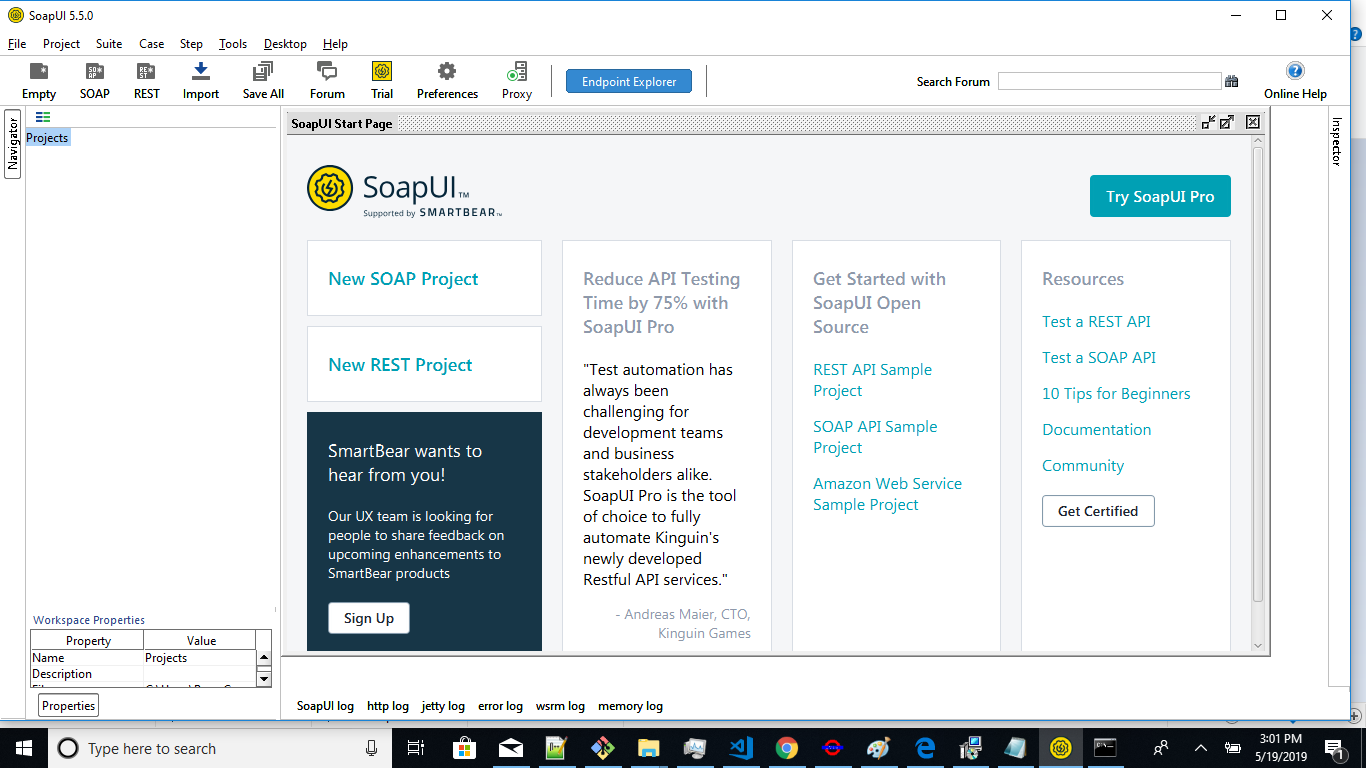 SoapUI 5.5.0
File Project Suite Case Step Tools Desktop Help
Empty SOAP REST Import Save All Forum Trial Preferences Proxy Endpoint Explorer Search Forum Online Help
Navigator
Projects
SoapUI Start Page
Inspector
SoapUI™
Supported by SMARTBEAR™
Try SoapUI Pro
New SOAP Project
New REST Project
SmartBear wants to
hear from you!
Our UX team is looking for
people to share feedback on
upcoming enhancements to
SmartBear products
Sign Up
Reduce API Testing
Time by 75% with
SoapUI Pro
"Test automation has
always been
challenging for
development teams
and business
stakeholders alike.
SoapUI Pro is the tool
of choice to fully
automate Kinguin's
newly developed
Restful API services."
- Andreas Maier, CTO,
Kinguin Games
Get Started with
SoapUI Open
Source
REST API Sample
Project
SOAP API Sample
Project
Amazon Web Service
Sample Project
Resources
Test a REST API
Test a SOAP API
10 Tips for Beginners
Documentation
Community
Get Certified
Workspace Properties
Property Value
Name Projects
Description
Properties
SoapUI log http log jetty log error log wsrm log memory log
Type here to search
3:01 PM
5/19/2019
1